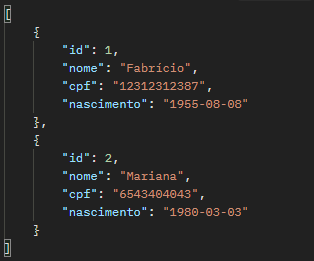 [
{
"id": 1,
"nome": "Fabricio",
"cpf": "12312312387",
"nascimento": "1955-08-08"
},
{
"id": 2,
"nome": "Mariana",
"cpf": "6543404043",
"nascimento": "1980-03-03"
}
]